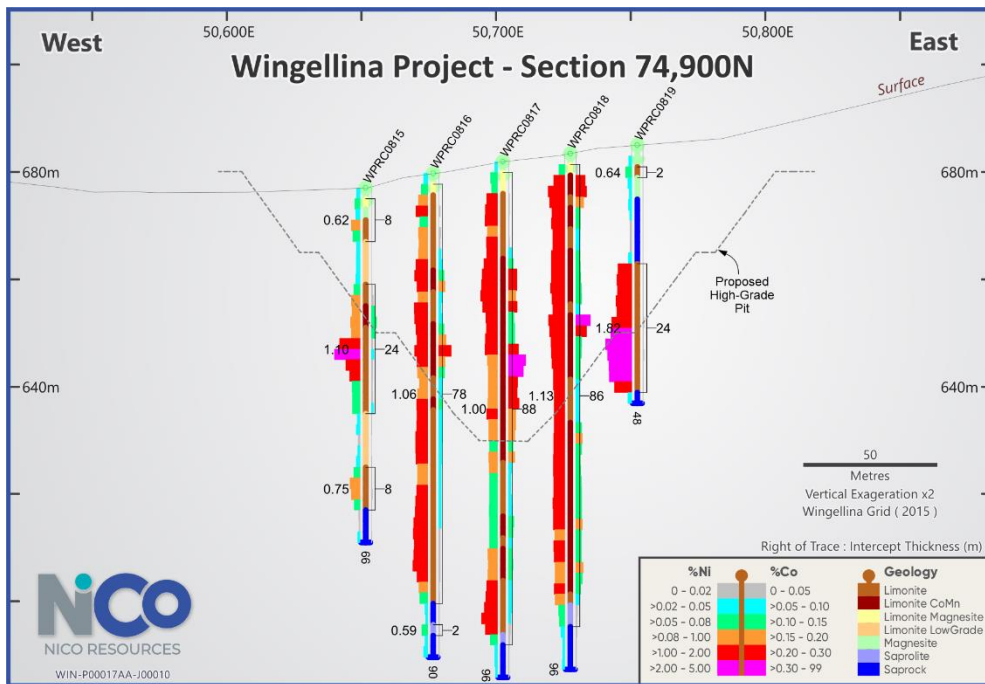 50,600E
50,700E
50,800E
West
East
Wingellina Project - Section 74,900N
Surface
WPRC0815
WPRC0816
WPRC0817
WPRC0818
WPRC0819
680m
680m
0.62
8
0.64
2
Proposed
High-Grade
Pit
1.10
24
1.82
24
640m
640m
1.06
78
1.00
88
1.13
86
48
0.75
8
66
0.59
2
90
96
96
50
Metres
Vertical Exageration x2
Wingellina Grid ( 2015 )
Right of Trace : Intercept Thickness (m)
%Ni
%Co
Geology
0 - 0.02
0 - 0.05
Limonite
>0.02 - 0.05
>0.05 - 0.10
Limonite CoMn
>0.05 - 0.08
>0.10 - 0.15
Limonite Magnesite
>0.08 - 1.00
>0.15 - 0.20
Limonite LowGrade
>1.00 - 2.00
>0.20 - 0.30
Magnesite
>2.00 - 5.00
>0.30 - 99
Saprolite
Saprock
NiCo
NICO RESOURCES
WIN-P00017AA-J00010